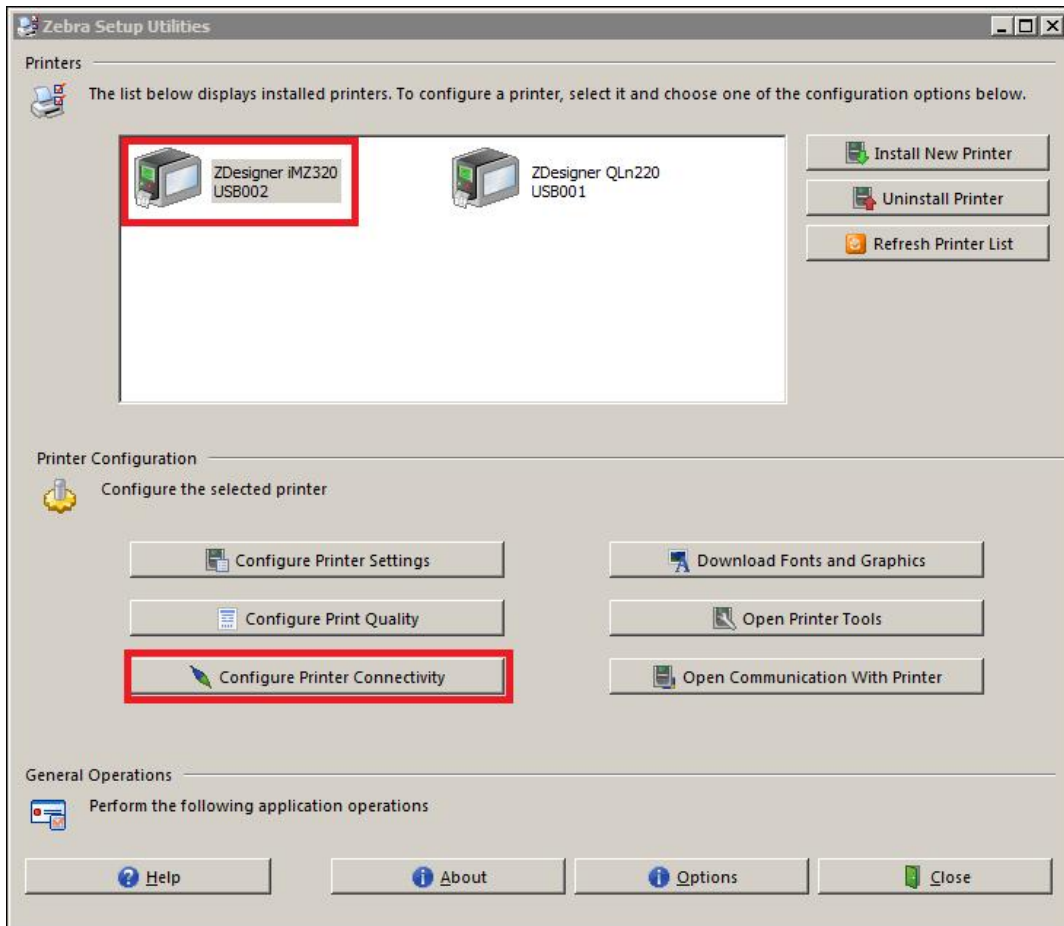 Zebra Setup Utilities
Printers
The list below displays installed printers. To configure a printer, select it and choose one of the configuration options below.
ZDesigner iMZ320
USB002
ZDesigner QLn220
USB001
Install New Printer
Uninstall Printer
Refresh Printer List
Printer Configuration
Configure the selected printer
Configure Printer Settings
Download Fonts and Graphics
Configure Print Quality
Open Printer Tools
Configure Printer Connectivity
Open Communication With Printer
General Operations
Perform the following application operations
Help
About
Options
Close